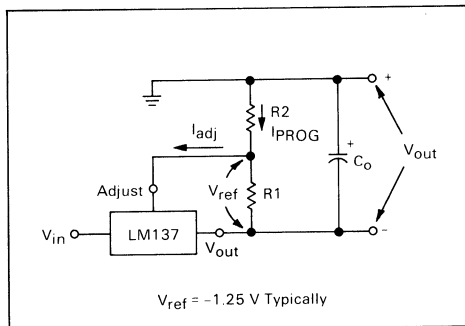 +
R2
IPROG
Iadj
+
Co
Vout
Adjust
Vref
R1
Vin
LM137
Vout
-
Vref = -1.25 V Typically